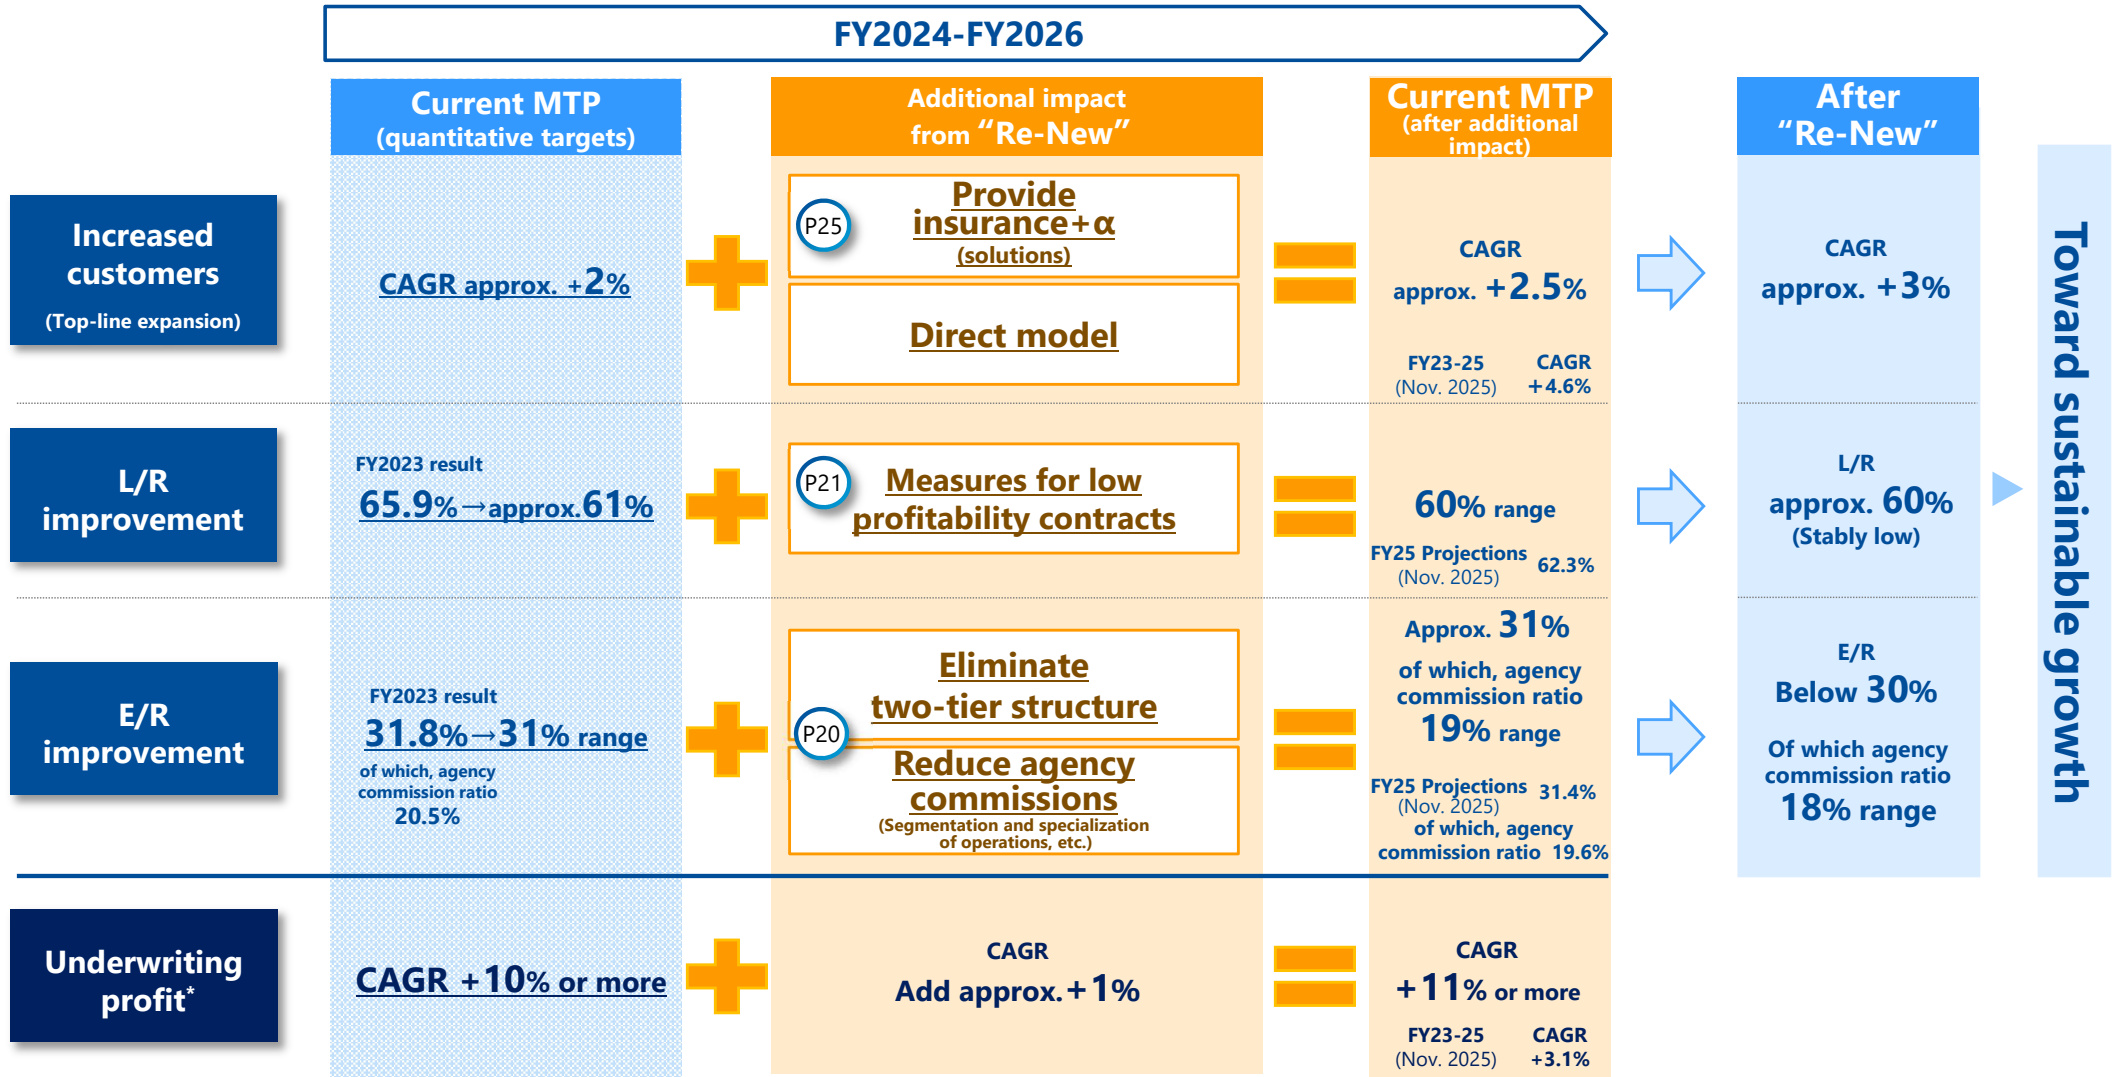 FY2024-FY2026
Current MTP
(quantitative targets)
Additional impact
from “Re-New”
Current MTP
(after additional
impact)
After
“Re-New”
Increased
customers
(Top-line expansion)
CAGR approx. +2%
P25
Provide
insurance+α
(solutions)
Direct model
CAGR
approx. +2.5%
FY23-25 CAGR
(Nov. 2025) +4.6%
CAGR
approx. +3%
L/R
improvement
FY2023 result
65.9%→approx.61%
P21
Measures for low
profitability contracts
60% range
FY25 Projections 62.3%
(Nov. 2025)
L/R
approx. 60%
(Stably low)
E/R
improvement
FY2023 result
31.8%→31% range
of which, agency
commission ratio
20.5%
P20
Eliminate
two-tier structure
Reduce agency
commissions
(Segmentation and specialization
of operations, etc.)
Approx. 31%
of which, agency
commission ratio
19% range
FY25 Projections 31.4%
(Nov. 2025)
of which, agency
commission ratio 19.6%
E/R
Below 30%
Of which agency
commission ratio
18% range
Toward sustainable growth
Underwriting
profit*
CAGR +10% or more
CAGR
Add approx.+1%
CAGR
+11% or more
FY23-25 CAGR
(Nov. 2025) +3.1%